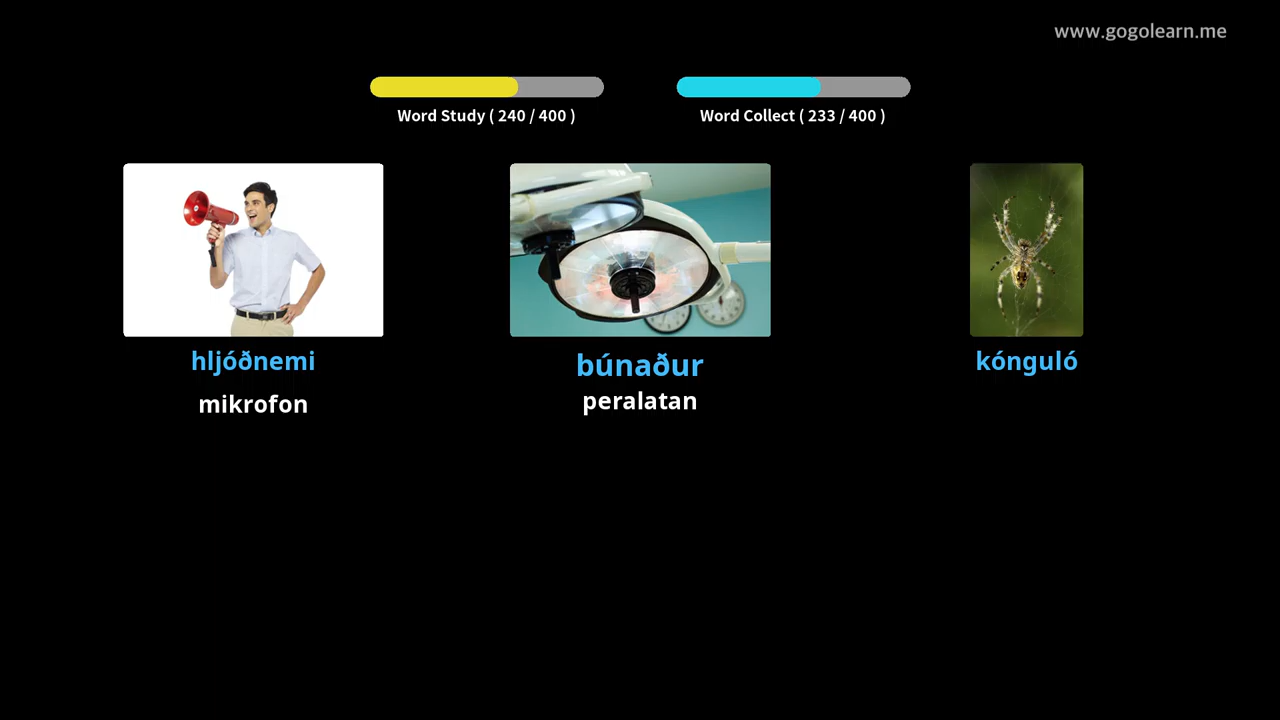 www.gogolearn.me
Word Study ( 240 / 400 )
Word Collect ( 233 / 400 )
hljóðnemi
mikrofon
búnaður
peralatan
kónguló